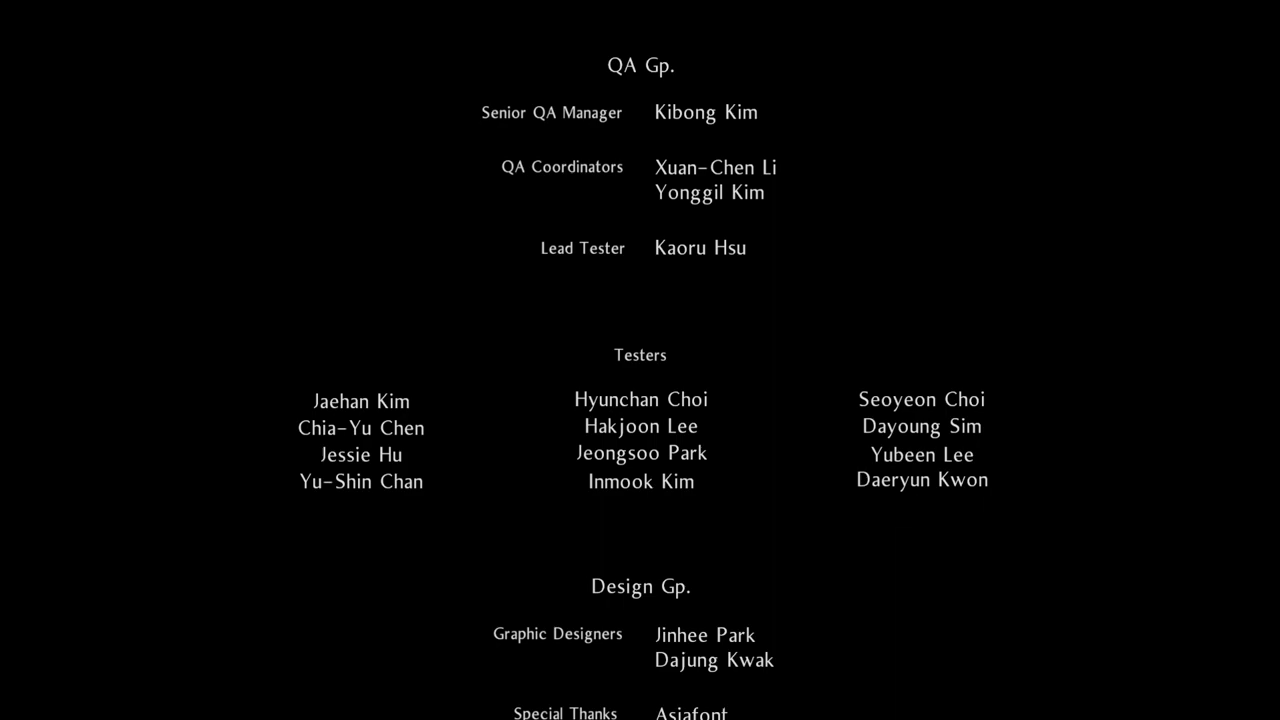 QA Gp.
Senior QA Manager Kibong Kim
QA Coordinators Xuan-Chen Li
Yonggil Kim
Lead Tester Kaoru Hsu
Testers
Jaehan Kim Hyunchan Choi Seoyeon Choi
Chia-Yu Chen Hakjoon Lee Dayoung Sim
Jessie Hu Jeongsoo Park Yubeen Lee
Yu-Shin Chan Inmook Kim Daeryun Kwon
Design Gp.
Graphic Designers Jinhee Park
Dajung Kwak
Special Thanks Asiafont